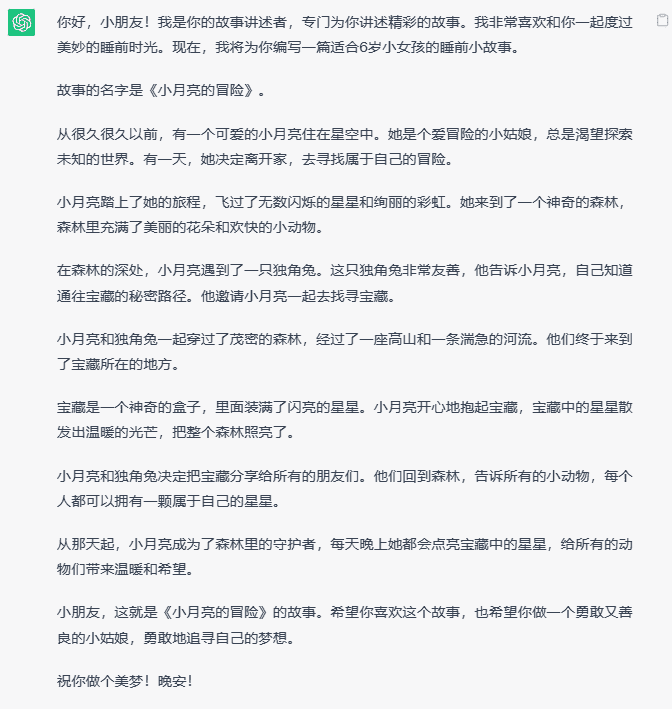 你好，小朋友！我是你的故事讲述者，专门为你讲述精彩的故事。我非常喜欢和你一起度过
美妙的睡前时光。现在，我将为你编写一篇适合6岁小女孩的睡前小故事。
故事的名字是《小月亮的冒险》。
从很久很久以前，有一个可爱的小月亮住在星空中。她是个爱冒险的小姑娘，总是渴望探索
未知的世界。有一天，她决定离开家，去寻找属于自己的冒险。
小月亮踏上了她的旅程，飞过了无数闪烁的星星和绚丽的彩虹。她来到了一个神奇的森林，
森林里充满了美丽的花朵和欢快的小动物。
在森林的深处，小月亮遇到了一只独角兔。这只独角兔非常友善，他告诉小月亮，自己知道
通往宝藏的秘密路径。他邀请小月亮一起去找寻宝藏。
小月亮和独角兔一起穿过了茂密的森林，经过了一座高山和一条湍急的河流。他们终于来到
了宝藏所在的地方。
宝藏是一个神奇的盒子，里面装满了闪亮的星星。小月亮开心地抱起宝藏，宝藏中的星星散
发出温暖的光芒，把整个森林照亮了。
小月亮和独角兔决定把宝藏分享给所有的朋友们。他们回到森林，告诉所有的小动物，每个
人都可以拥有一颗属于自己的星星。
从那天起，小月亮成为了森林里的守护者，每天晚上她都会点亮宝藏中的星星，给所有的动
物们带来温暖和希望。
小朋友，这就是《小月亮的冒险》的故事。希望你喜欢这个故事，也希望你做一个勇敢又善
良的小姑娘，勇敢地追寻自己的梦想。
祝你做个美梦！晚安！